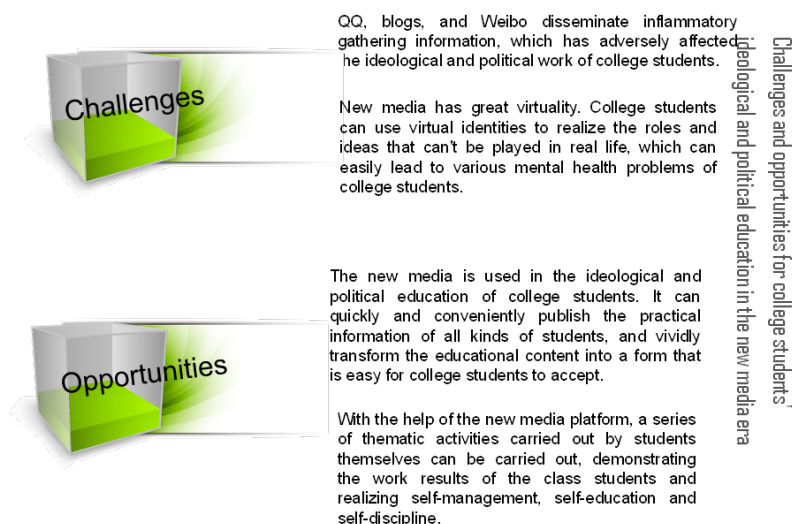 QQ, blogs, and Weibo disseminate inflammatory
gathering information, which has adversely affected
he ideological and political work of college students.
Challenges
New media has great virtuality. College students
can use virtual identities to realize the roles and
ideas that can't be played in real life, which can
easily lead to various mental health problems of
college students.
The new media is used in the ideological and
political education of college students. It can
quickly and conveniently publish the practical
information of all kinds of students, and vividly
transform the educational content into a form that
is easy for college students to accept.
Opportunities
With the help of the new media platform, a series
of thematic activities carried out by students
themselves can be carried out, demonstrating
the work results of the class students and
realizing self-management, self-education and
self-discipline.
Challenges and opportunities for college students'
ideological and political education in the new media era